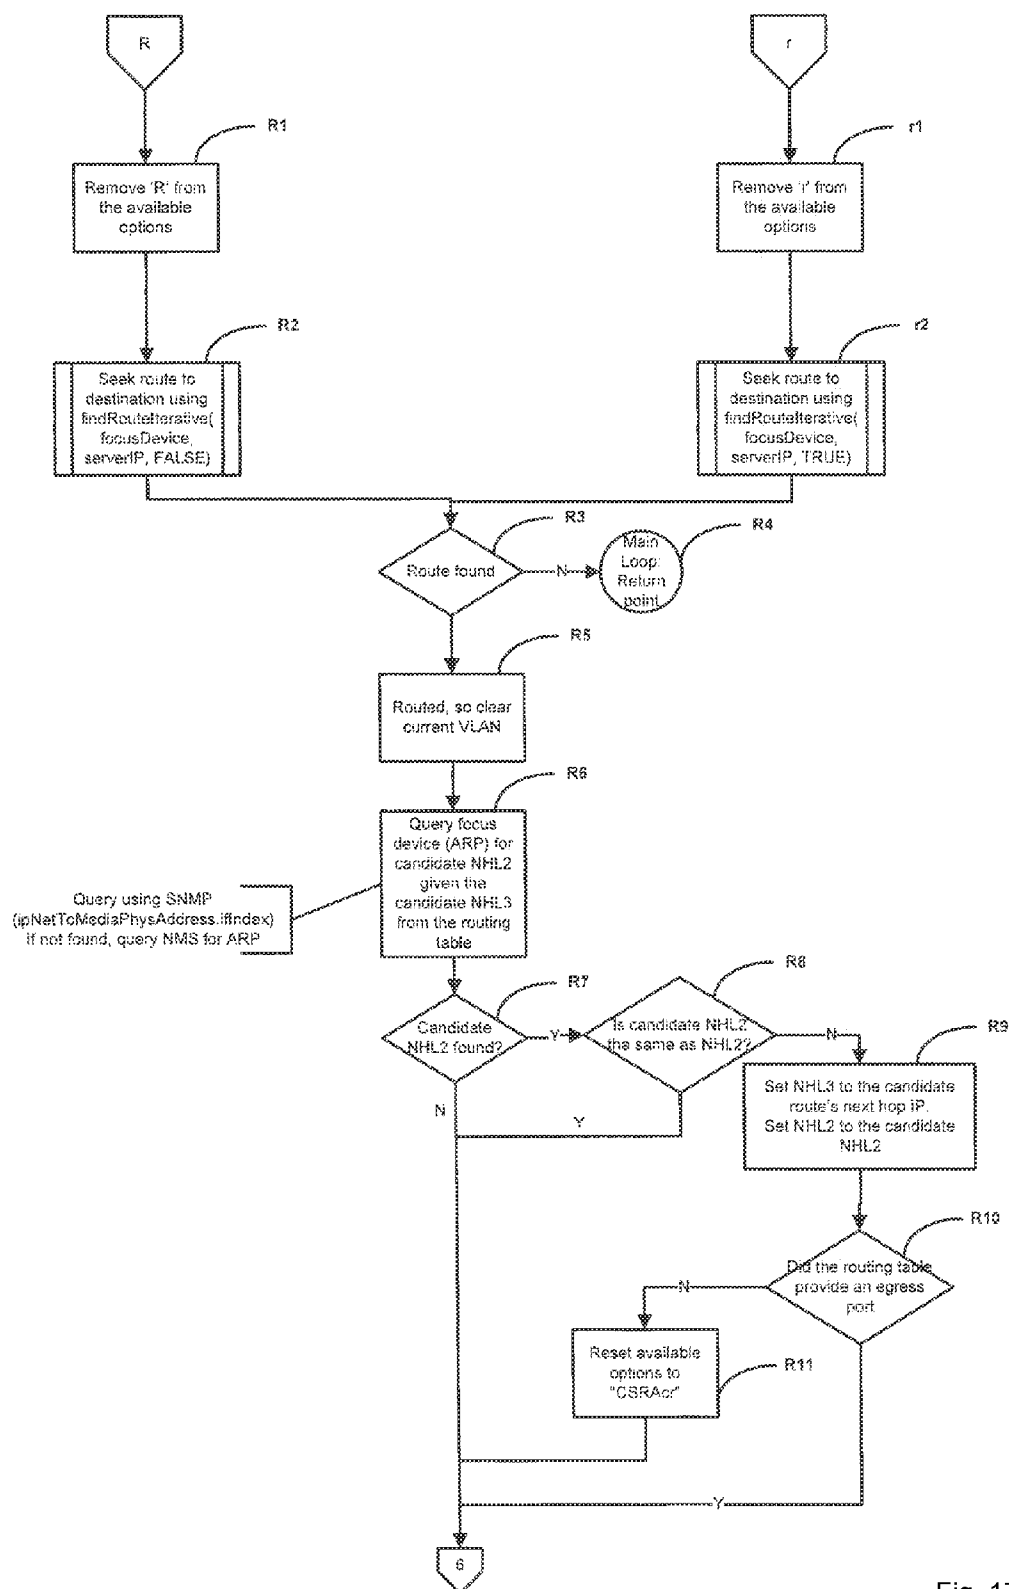 R
r
R1
r1
Remove 'R' from
the available
options
Remove 'r' from
the available
options
R2
r2
Seek route to
destination using
findRouteIterative(
focusDevice,
serverIP, FALSE)
Seek route to
destination using
findRouteIterative(
focusDevice,
serverIP, TRUE)
R3
R4
Route found
N
Main
Loop:
Return
point
R5
Routed, so clear
current VLAN
R6
Query focus
device (ARP) for
candidate NHL2
given the
candidate NHL3
from the routing
table
Query using SNMP
(ipNetToMediaPhysAddress.ifIndex)
If not found, query NMS for ARP
R7
R8
Candidate
NHL2 found?
Y
Is candidate NHL2
the same as NHL2?
N
R9
N
Y
Set NHL3 to the candidate
route's next hop IP.
Set NHL2 to the candidate
NHL2
R10
Did the routing table
provide an egress
port
N
Reset available
options to
"CSRAcr"
R11
Y
6